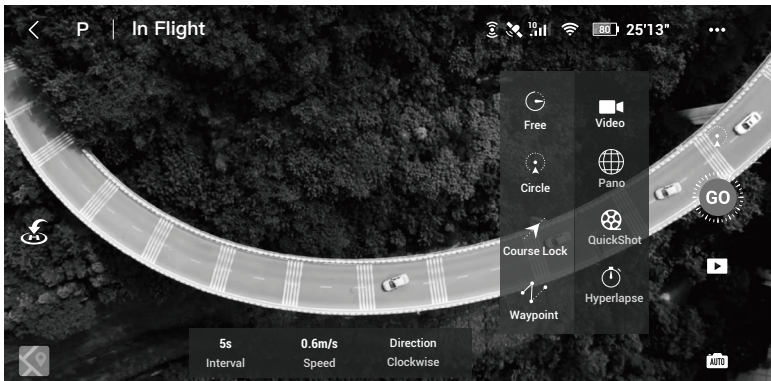 P | In Flight 10 80 25'13"
Free
Video
Circle
Pano
GO
Course Lock
QuickShot
Waypoint
Hyperlapse
5s 0.6m/s Direction
Interval Speed Clockwise
AUTO